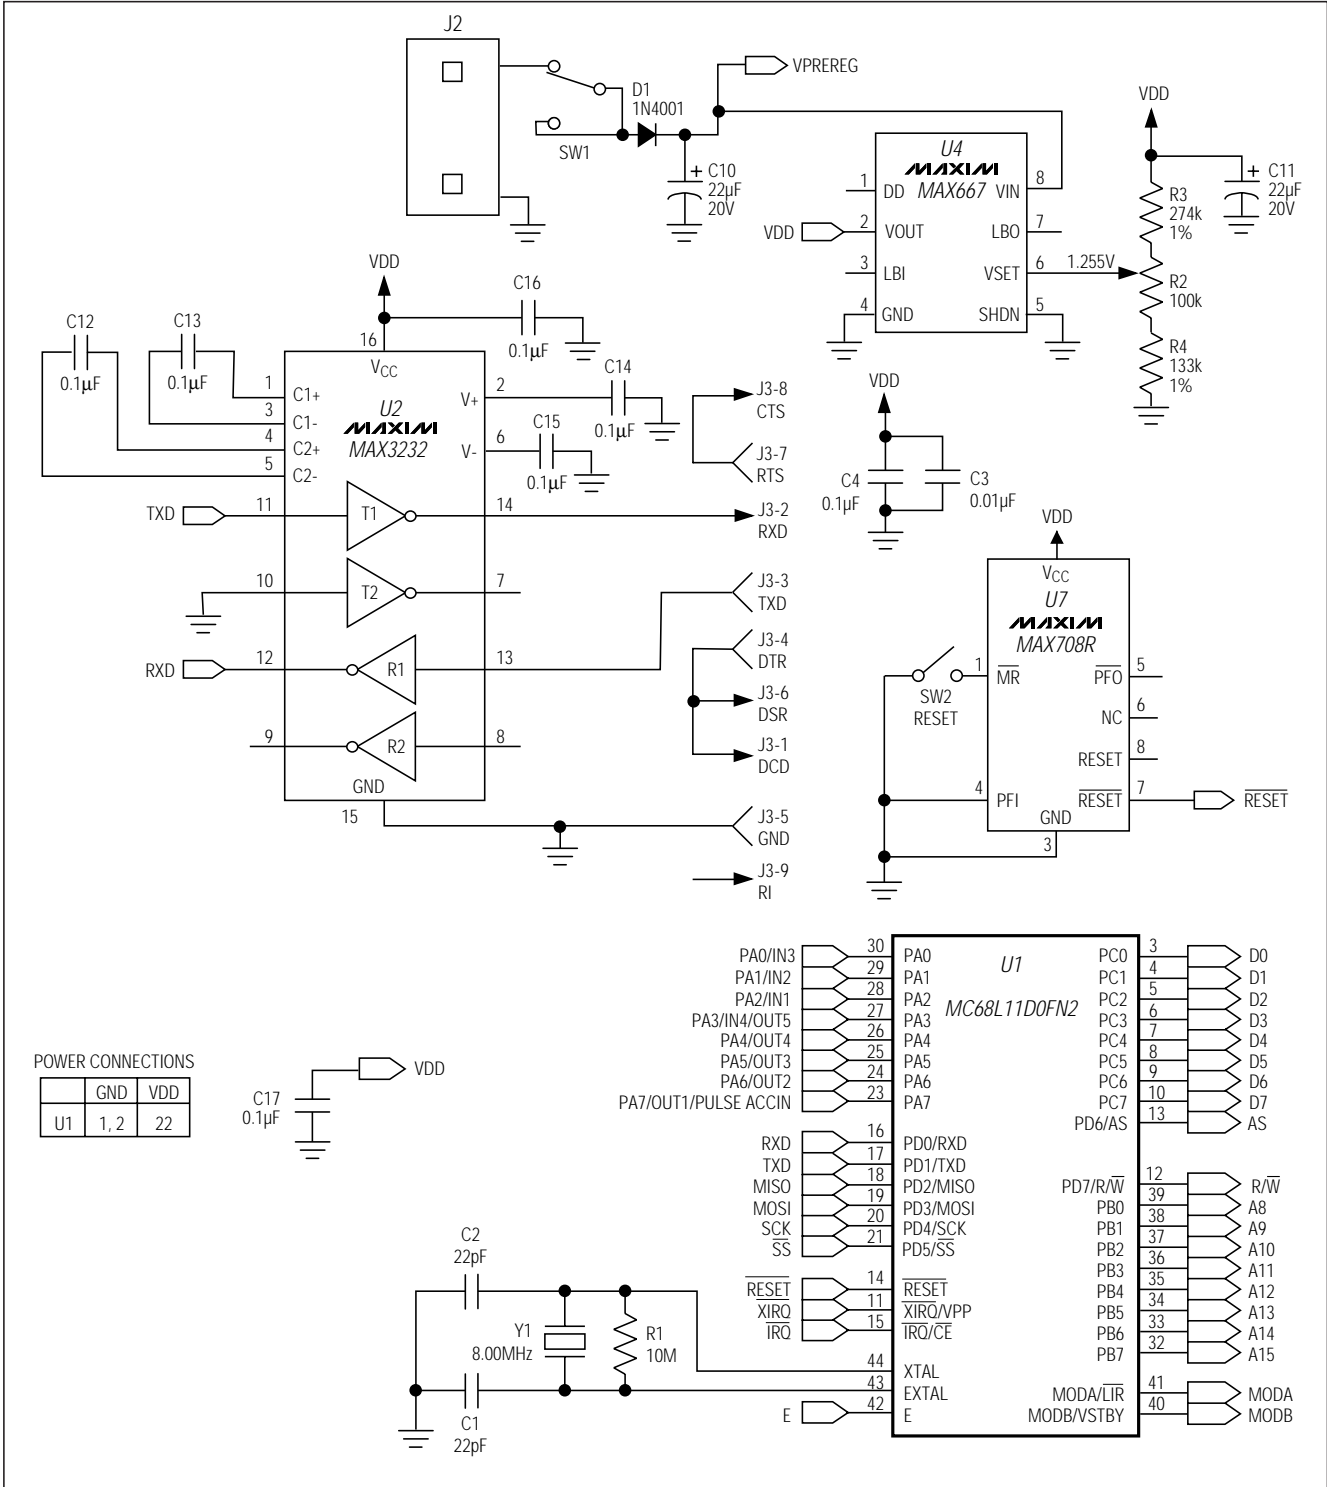 J2
VPREREG
D1
1N4001
SW1
+ C10
22µF
20V
VDD
U4
MAXIM
MAX667
1 DD
VIN 8
VDD 2 VOUT
LBO 7
3 LBI
VSET 6 1.255V
4 GND
SHDN 5
R3
274k
1%
+ C11
22µF
20V
R2
100k
R4
133k
1%
VDD
C16
0.1µF
C12
0.1µF
C13
0.1µF
16
VCC
U2
MAXIM
MAX3232
1 C1+
3 C1-
4 C2+
5 C2-
V+ 2
C14
0.1µF
V- 6
C15
0.1µF
TXD 11 T1 14
10 T2 7
RXD 12 R1 13
9 R2 8
GND
15
J3-8
CTS
J3-7
RTS
J3-2
RXD
J3-3
TXD
J3-4
DTR
J3-6
DSR
J3-1
DCD
J3-5
GND
J3-9
RI
VDD
C4
0.1µF
C3
0.01µF
VDD
VCC
U7
MAXIM
MAX708R
SW2
RESET
1 M̅R̅
P̅F̅O̅ 5
NC 6
RESET 8
4 PFI
R̅E̅S̅E̅T̅ 7 R̅E̅S̅E̅T̅
GND
3
POWER CONNECTIONS
GND VDD
U1 1, 2 22
C17
0.1µF
VDD
U1
MC68L11D0FN2
PA0/IN3 30 PA0
PA1/IN2 29 PA1
PA2/IN1 28 PA2
PA3/IN4/OUT5 27 PA3
PA4/OUT4 26 PA4
PA5/OUT3 25 PA5
PA6/OUT2 24 PA6
PA7/OUT1/PULSE ACCIN 23 PA7
RXD 16 PD0/RXD
TXD 17 PD1/TXD
MISO 18 PD2/MISO
MOSI 19 PD3/MOSI
SCK 20 PD4/SCK
S̅S̅ 21 PD5/S̅S̅
R̅E̅S̅E̅T̅ 14 R̅E̅S̅E̅T̅
X̅I̅R̅Q̅ 11 X̅I̅R̅Q̅/VPP
I̅R̅Q̅ 15 I̅R̅Q̅/C̅E̅
44 XTAL
43 EXTAL
E 42 E
PC0 3 D0
PC1 4 D1
PC2 5 D2
PC3 6 D3
PC4 7 D4
PC5 8 D5
PC6 9 D6
PC7 10 D7
PD6/AS 13 AS
PD7/R/W̅ 12 R/W̅
PB0 39 A8
PB1 38 A9
PB2 37 A10
PB3 36 A11
PB4 35 A12
PB5 34 A13
PB6 33 A14
PB7 32 A15
MODA/L̅I̅R̅ 41 MODA
MODB/VSTBY 40 MODB
C2
22pF
Y1
8.00MHz
R1
10M
C1
22pF